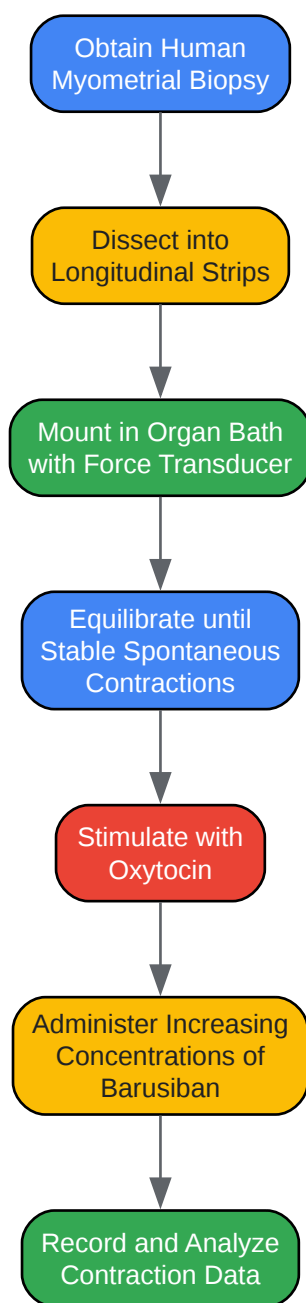 Obtain Human
Myometrial Biopsy
Dissect into
Longitudinal Strips
Mount in Organ Bath
with Force Transducer
Equilibrate until
Stable Spontaneous
Contractions
Stimulate with
Oxytocin
Administer Increasing
Concentrations of
Barusiban
Record and Analyze
Contraction Data